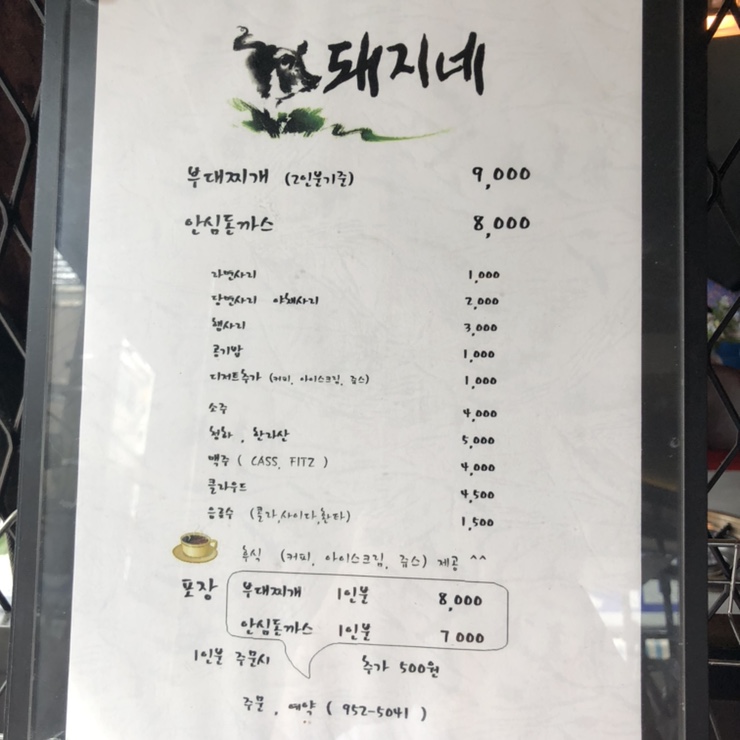 돼지네
부대찌개 (2인분기준) 9,000
안심돈까스 8,000
라면사리 1,000
당면사리 야채사리 2,000
햄사리 3,000
공기밥 1,000
디저트추가 (커피, 아이스크림, 쥬스) 1,000
소주 4,000
청하, 한라산 5,000
맥주 ( CASS, FITZ ) 4,000
클라우드 4,500
음료수 (콜라,사이다,환타) 1,500
후식 (커피, 아이스크림, 쥬스) 제공 ^^
포장 부대찌개 1인분 8,000
안심돈까스 1인분 7000
1인분 주문시 추가 500원
주문, 예약 ( 952-5041 )